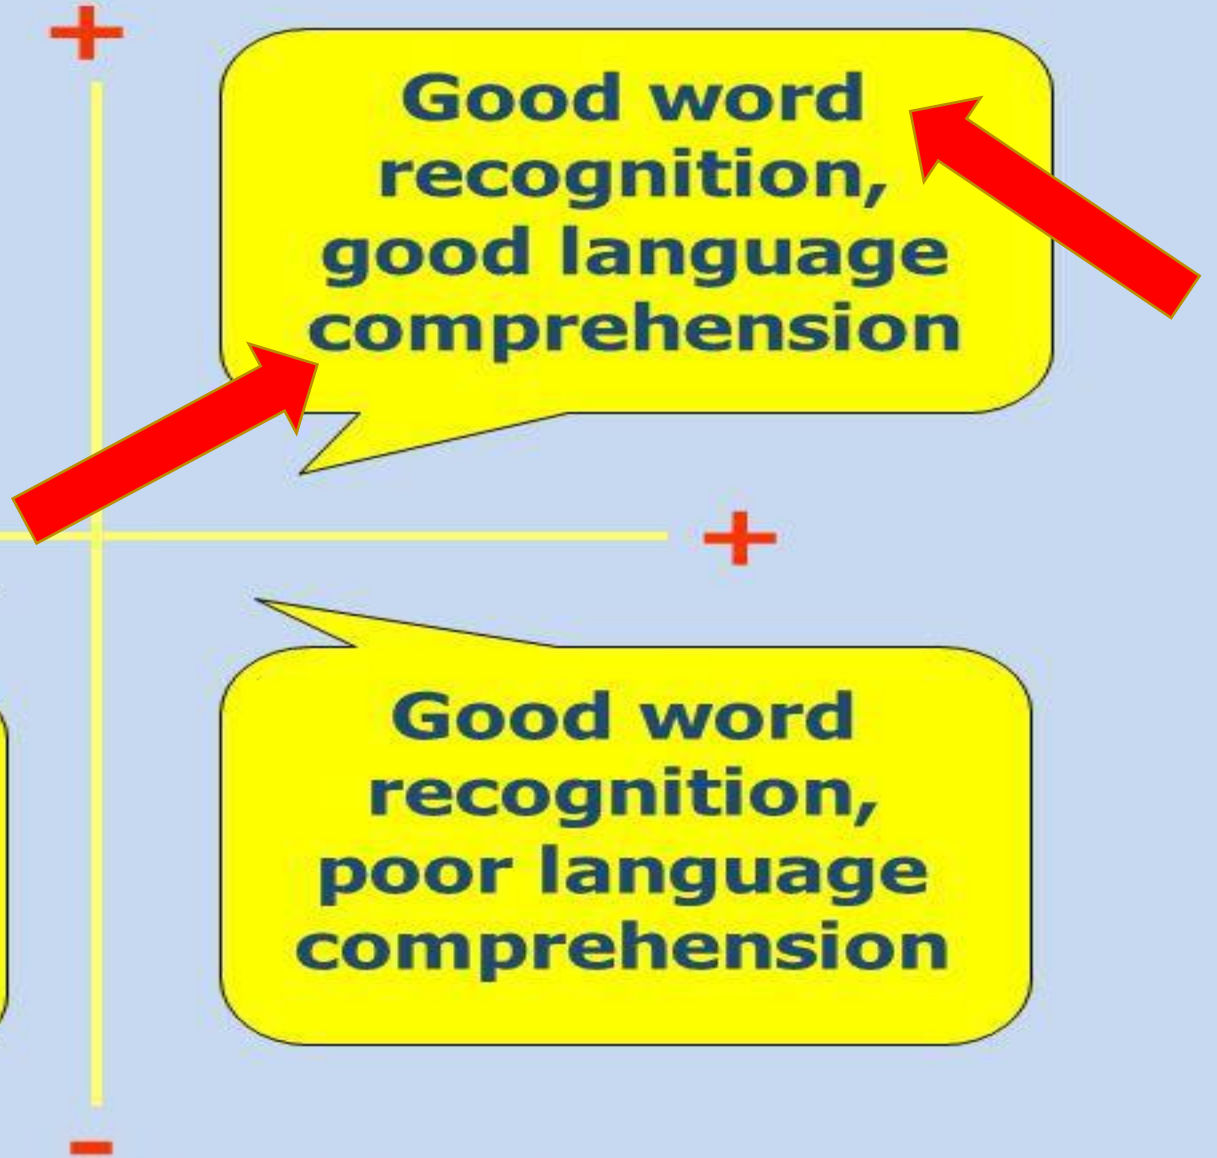 +
Good word
recognition,
good language
comprehension
+
Good word
recognition,
poor language
comprehension
-